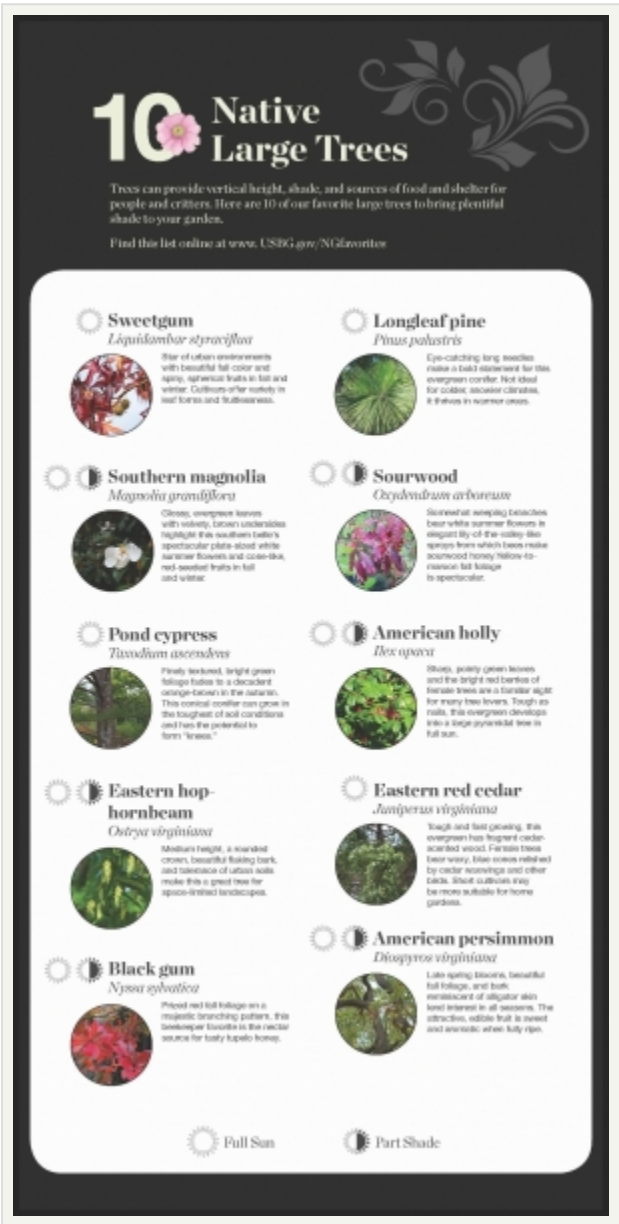 10 Native
Large Trees
Trees can provide vertical height, shade, and sources of food and shelter for
people and critters. Here are 10 of our favorite large trees to bring plentiful
shade to your garden.
Find this list online at www. USBG.gov/NGfavorites
Sweetgum
Liquidambar styraciflua
Star of urban environments
with beautiful fall color and
spiny, spherical fruits in fall and
winter. Cultivars offer variety in
leaf forms and fruitlessness.
Southern magnolia
Magnolia grandiflora
Glossy, evergreen leaves
with velvety, brown undersides
highlight this southern belle's
spectacular plate-sized white
summer flowers and cone-like,
red-seeded fruits in fall
and winter.
Pond cypress
Taxodium ascendens
Finely textured, bright green
foliage fades to a decadent
orange-brown in the autumn.
This conical conifer can grow in
the toughest of soil conditions
and has the potential to
form "knees."
Eastern hop-
hornbeam
Ostrya virginiana
Medium height, a rounded
crown, beautiful flaking bark,
and tolerance of urban soils
make this a great tree for
space-limited landscapes.
Black gum
Nyssa sylvatica
Prized red fall foliage on a
majestic branching pattern, this
beekeeper favorite is the nectar
source for tasty tupelo honey.
Longleaf pine
Pinus palustris
Eye-catching long needles
make a bold statement for this
evergreen conifer. Not ideal
for colder, snowier climates,
it thrives in warmer areas.
Sourwood
Oxydendrum arboreum
Somewhat weeping branches
bear white summer flowers in
elegant lily-of-the-valley-like
sprays from which bees make
sourwood honey. Yellow-to-
maroon fall foliage
is spectacular.
American holly
Ilex opaca
Sharp, pointy green leaves
and the bright red berries of
female trees are a familiar sight
for many tree lovers. Tough as
nails, this evergreen develops
into a large pyramidal tree in
full sun.
Eastern red cedar
Juniperus virginiana
Tough and fast growing, this
evergreen has fragrant cedar-
scented wood. Female trees
bear waxy, blue cones relished
by cedar waxwings and other
birds. Short cultivars may
be more suitable for home
gardens.
American persimmon
Diospyros virginiana
Late spring blooms, beautiful
fall foliage, and bark
reminiscent of alligator skin
lend interest in all seasons. The
attractive, edible fruit is sweet
and aromatic when fully ripe.
Full Sun
Part Shade